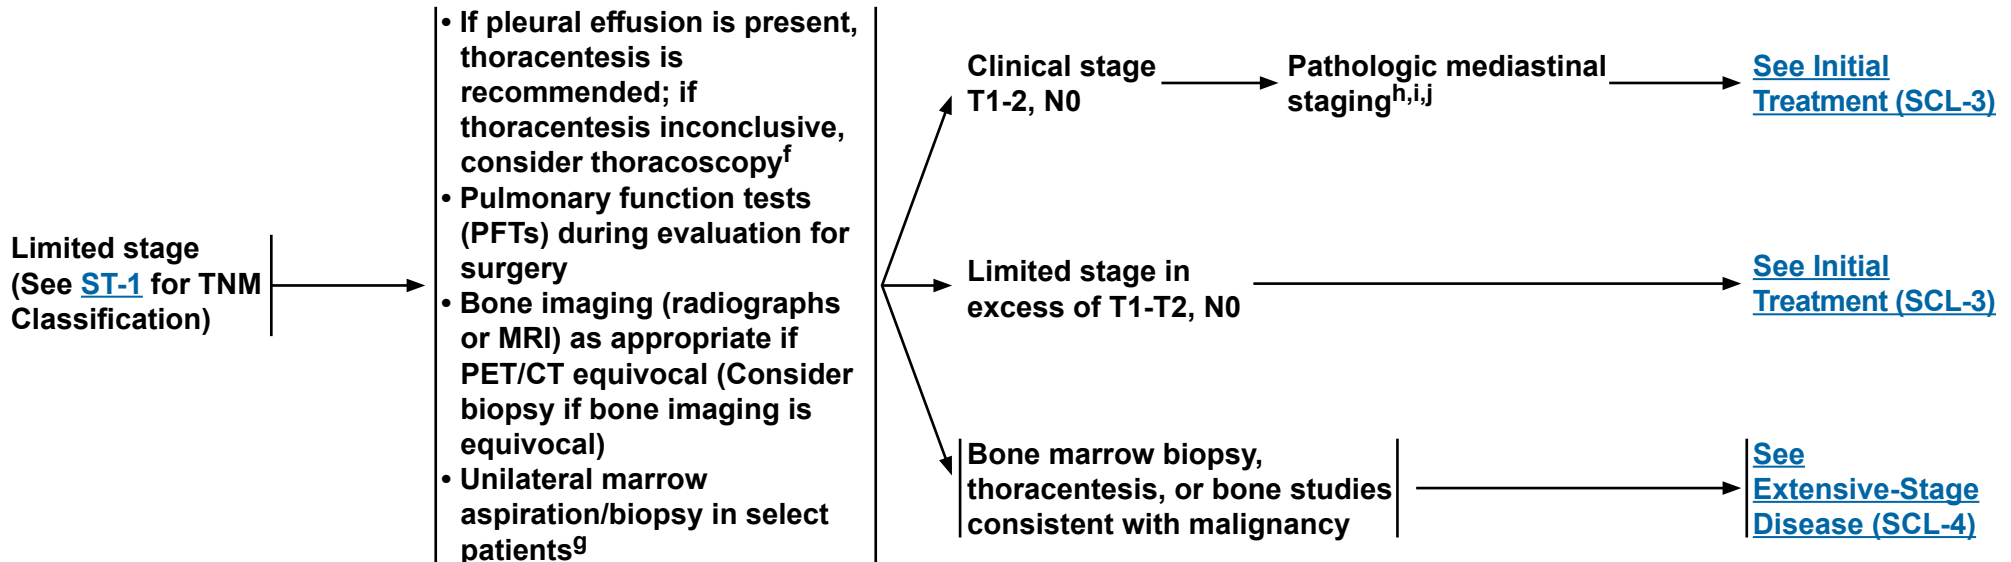 Limited stage
(See ST-1 for TNM
Classification)
• If pleural effusion is present,
thoracentesis is
recommended; if
thoracentesis inconclusive,
consider thoracoscopyf
• Pulmonary function tests
(PFTs) during evaluation for
surgery
• Bone imaging (radiographs
or MRI) as appropriate if
PET/CT equivocal (Consider
biopsy if bone imaging is
equivocal)
• Unilateral marrow
aspiration/biopsy in select
patientsg
Clinical stage
T1-2, N0
Pathologic mediastinal
stagingh,i,j
See Initial
Treatment (SCL-3)
Limited stage in
excess of T1-T2, N0
See Initial
Treatment (SCL-3)
Bone marrow biopsy,
thoracentesis, or bone studies
consistent with malignancy
See
Extensive-Stage
Disease (SCL-4)